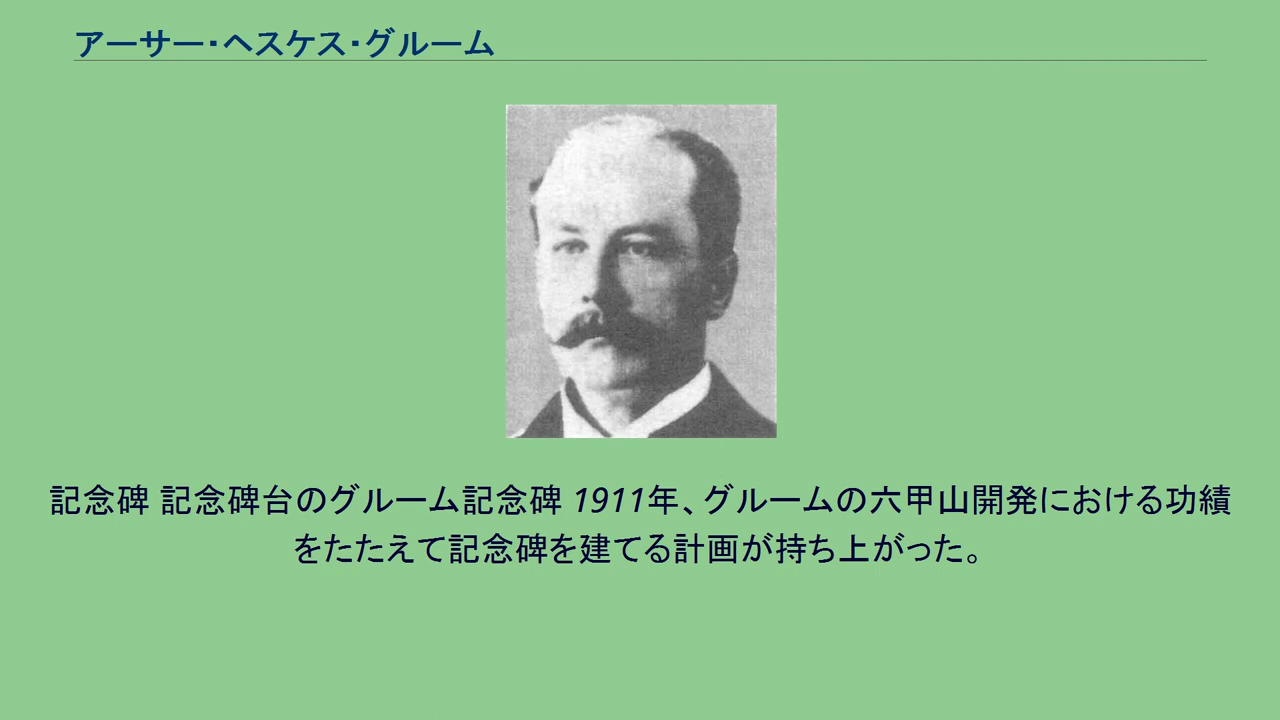 アーサー・ヘスケス・グルーム
記念碑 記念碑台のグルーム記念碑 1911年、グルームの六甲山開発における功績
をたたえて記念碑を建てる計画が持ち上がった。